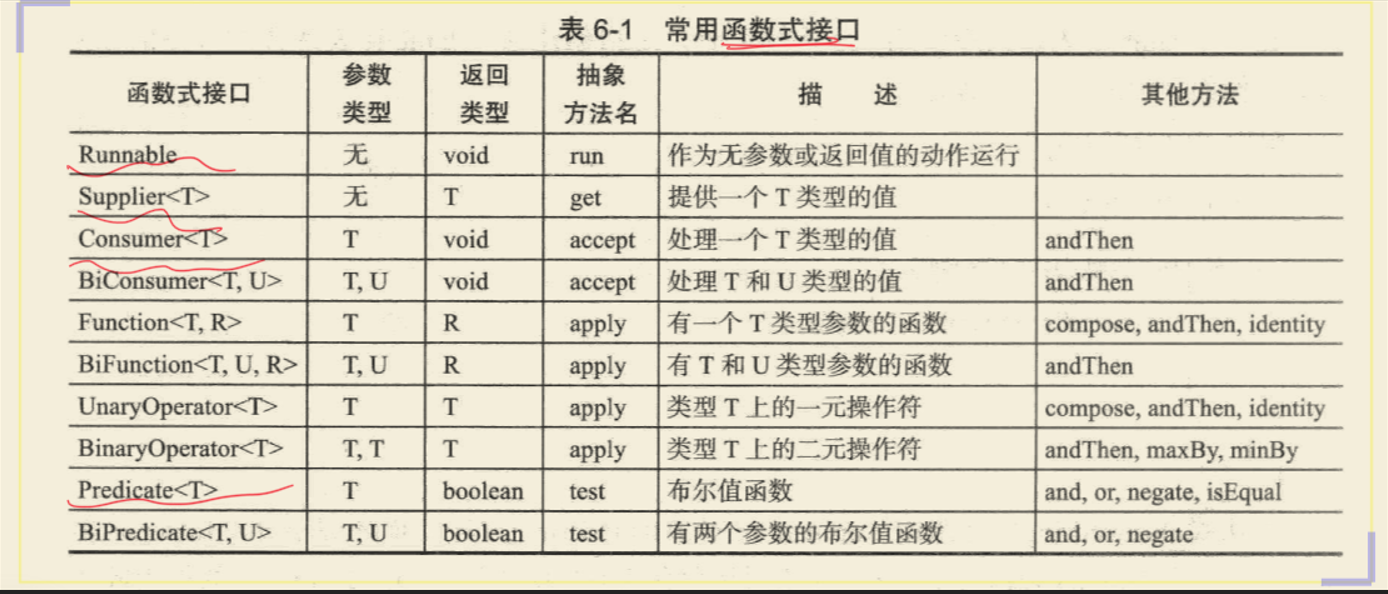 表 6-1 常用函数式接口
函数式接口 参数类型 返回类型 抽象方法名 描 述 其他方法
Runnable 无 void run 作为无参数或返回值的动作运行
Supplier<T> 无 T get 提供一个 T 类型的值
Consumer<T> T void accept 处理一个 T 类型的值 andThen
BiConsumer<T, U> T, U void accept 处理 T 和 U 类型的值 andThen
Function<T, R> T R apply 有一个 T 类型参数的函数 compose, andThen, identity
BiFunction<T, U, R> T, U R apply 有 T 和 U 类型参数的函数 andThen
UnaryOperator<T> T T apply 类型 T 上的一元操作符 compose, andThen, identity
BinaryOperator<T> T, T T apply 类型 T 上的二元操作符 andThen, maxBy, minBy
Predicate<T> T boolean test 布尔值函数 and, or, negate, isEqual
BiPredicate<T, U> T, U boolean test 有两个参数的布尔值函数 and, or, negate